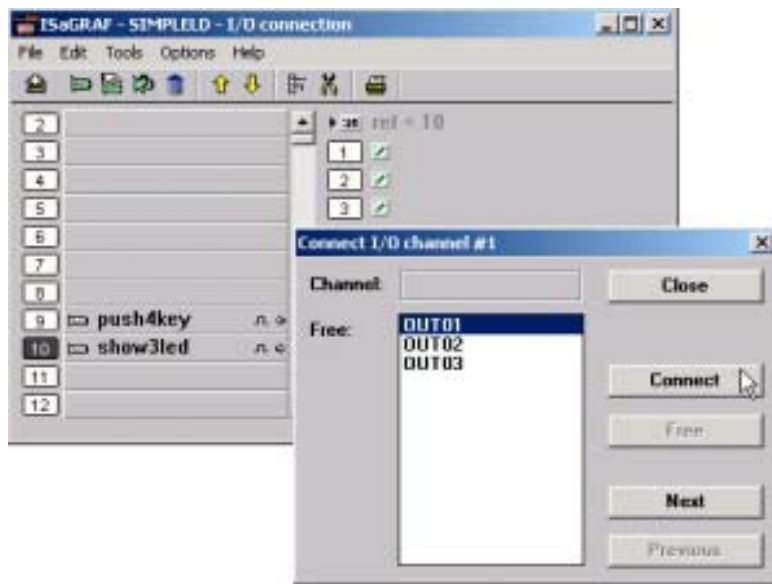 ISaGRAF - SIMPLELD - I/O connection
File Edit Tools Options Help
2
3
4
5
6
7
8
9 push4key
10 show3led
11
12
ref = 10
1
2
3
Connect I/O channel #1
Channel:
Close
Free:
OUT01
OUT02
OUT03
Connect
Free
Next
Previous